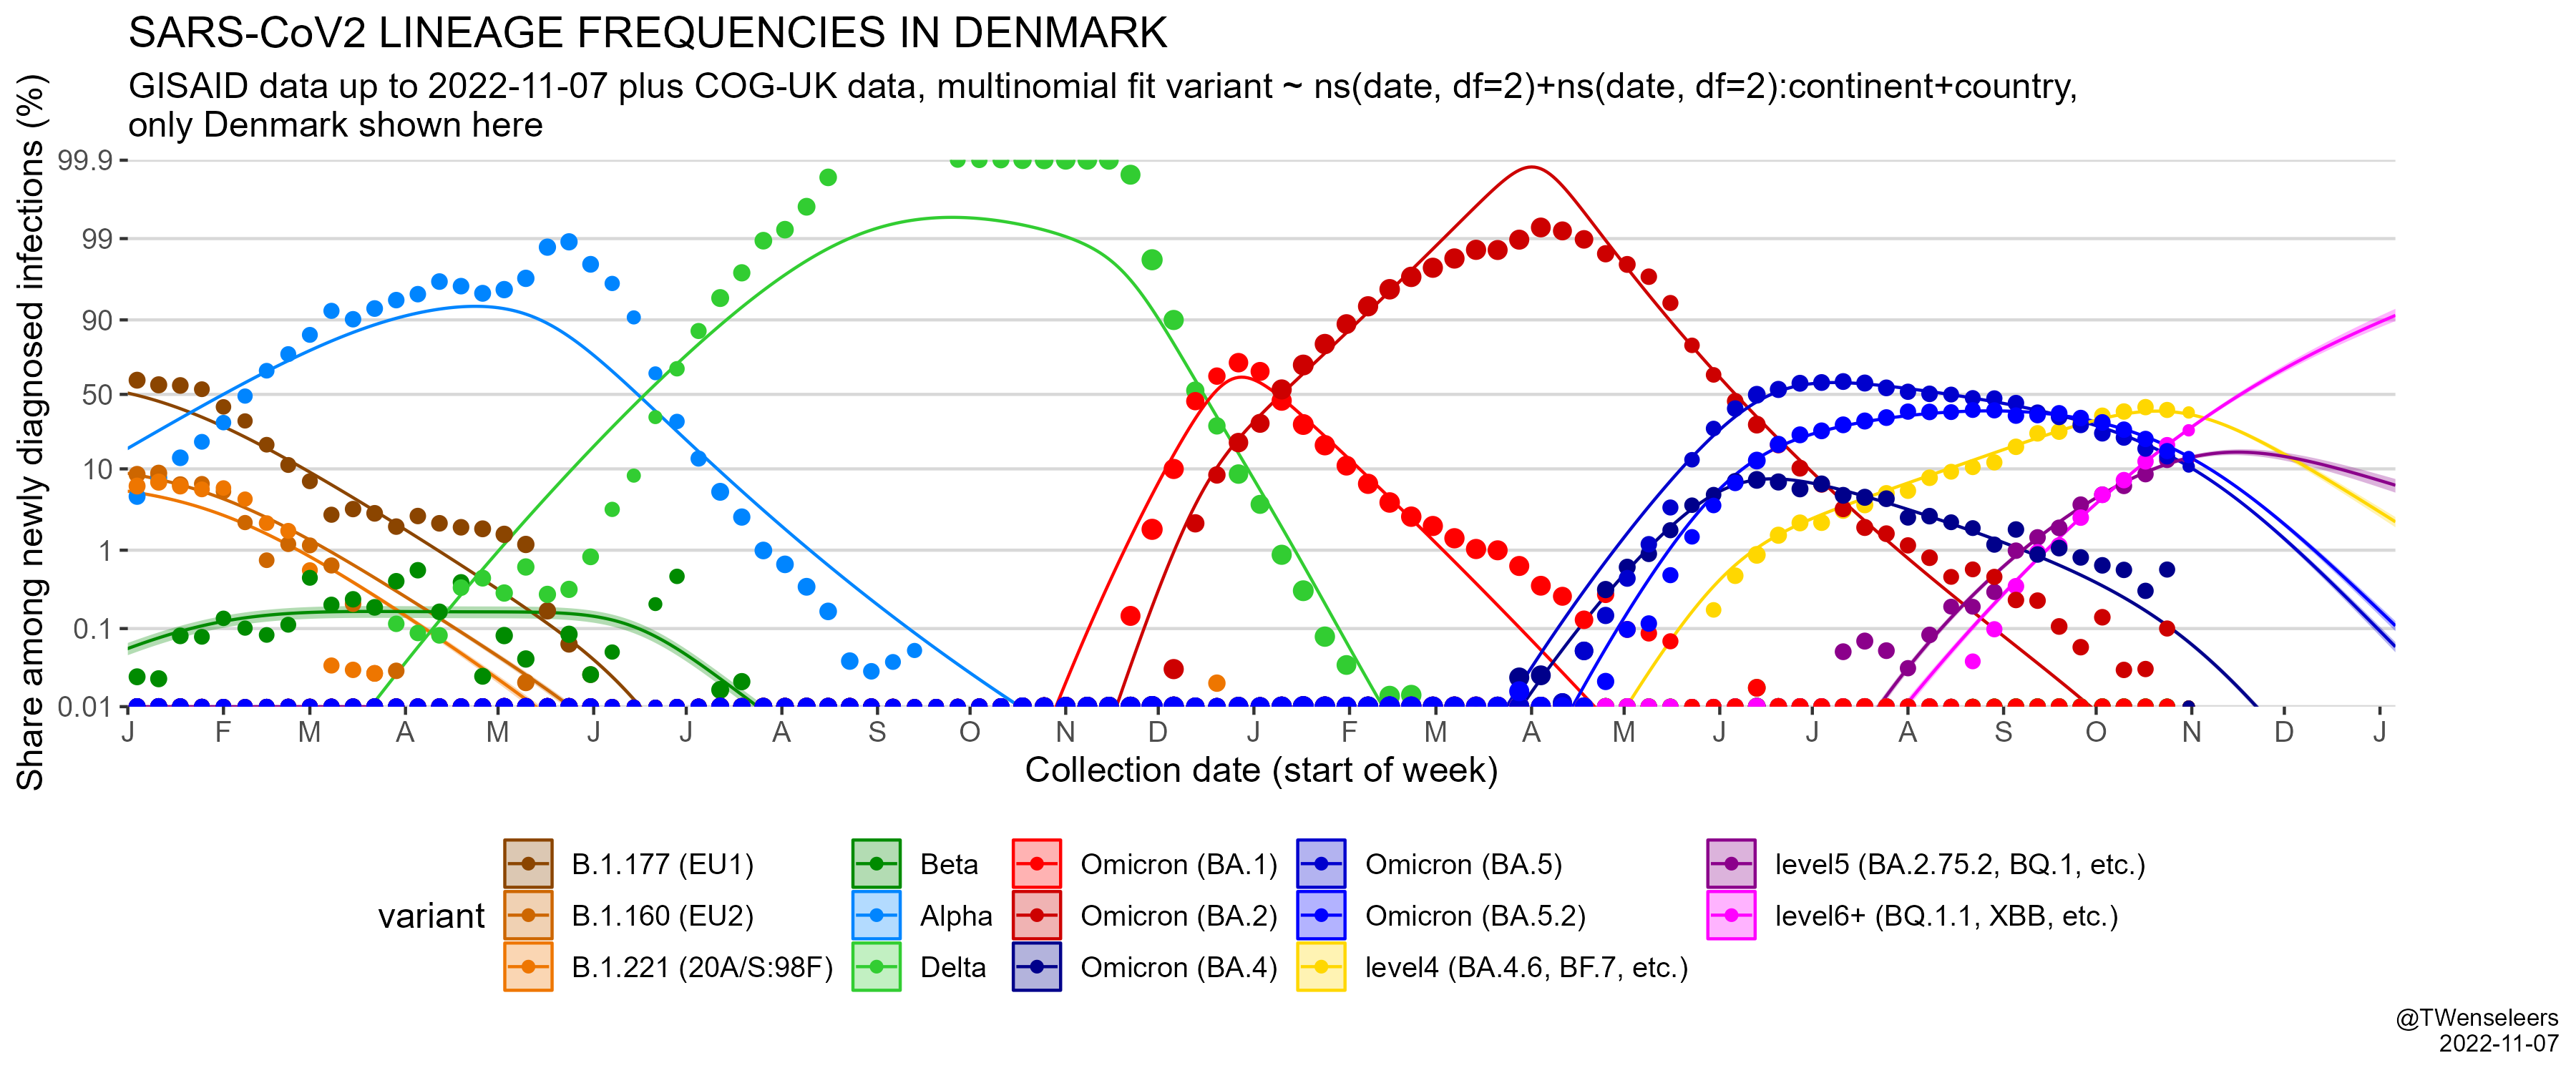 SARS-CoV2 LINEAGE FREQUENCIES IN DENMARK
GISAID data up to 2022-11-07 plus COG-UK data, multinomial fit variant ~ ns(date, df=2)+ns(date, df=2):continent+country,
only Denmark shown here
Share among newly diagnosed infections (%)
99.9
99
90
50
10
1
0.1
0.01
J F M A M J J A S O N D J F M A M J J A S O N D J
Collection date (start of week)
variant
B.1.177 (EU1)
B.1.160 (EU2)
B.1.221 (20A/S:98F)
Beta
Alpha
Delta
Omicron (BA.1)
Omicron (BA.2)
Omicron (BA.4)
Omicron (BA.5)
Omicron (BA.5.2)
level4 (BA.4.6, BF.7, etc.)
level5 (BA.2.75.2, BQ.1, etc.)
level6+ (BQ.1.1, XBB, etc.)
@TWenseleers
2022-11-07